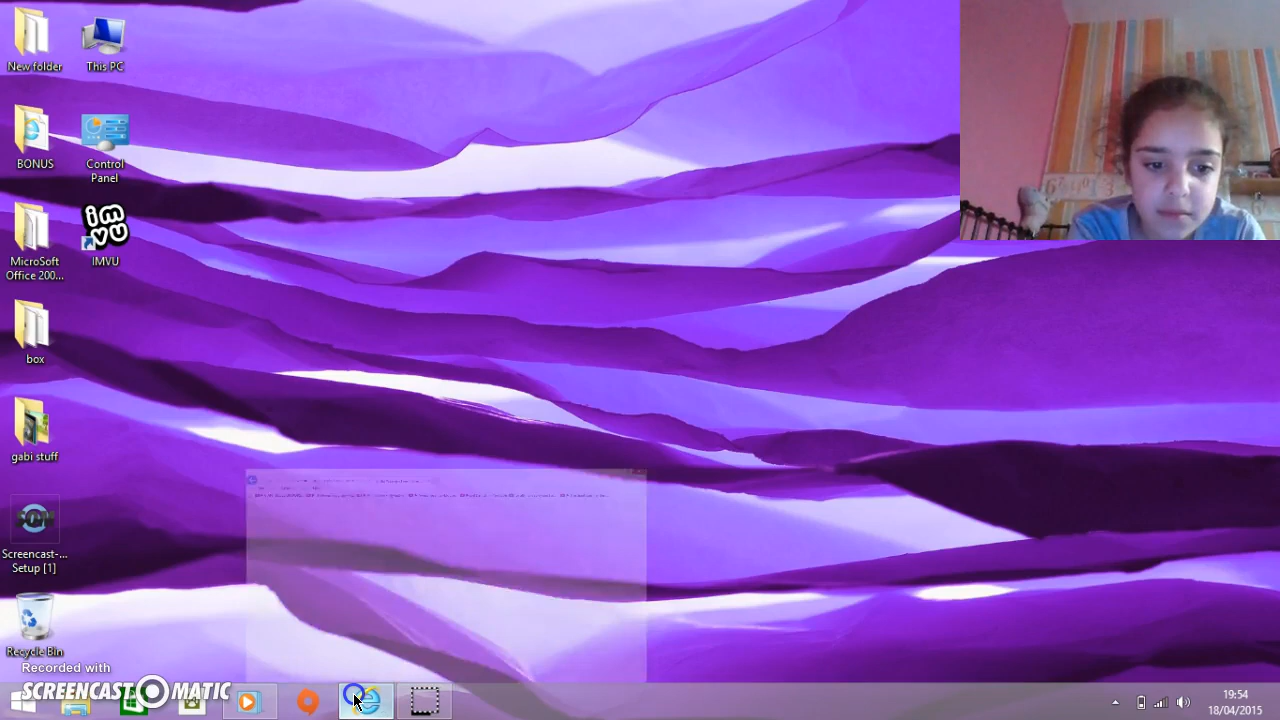 New folder
This PC
BONUS
Control
Panel
MicroSoft
Office 200...
IMVU
box
gabi stuff
Screencast-...
Setup [1]
Recycle Bin
Recorded with
SCREENCAST MATIC
19:54
18/04/2015